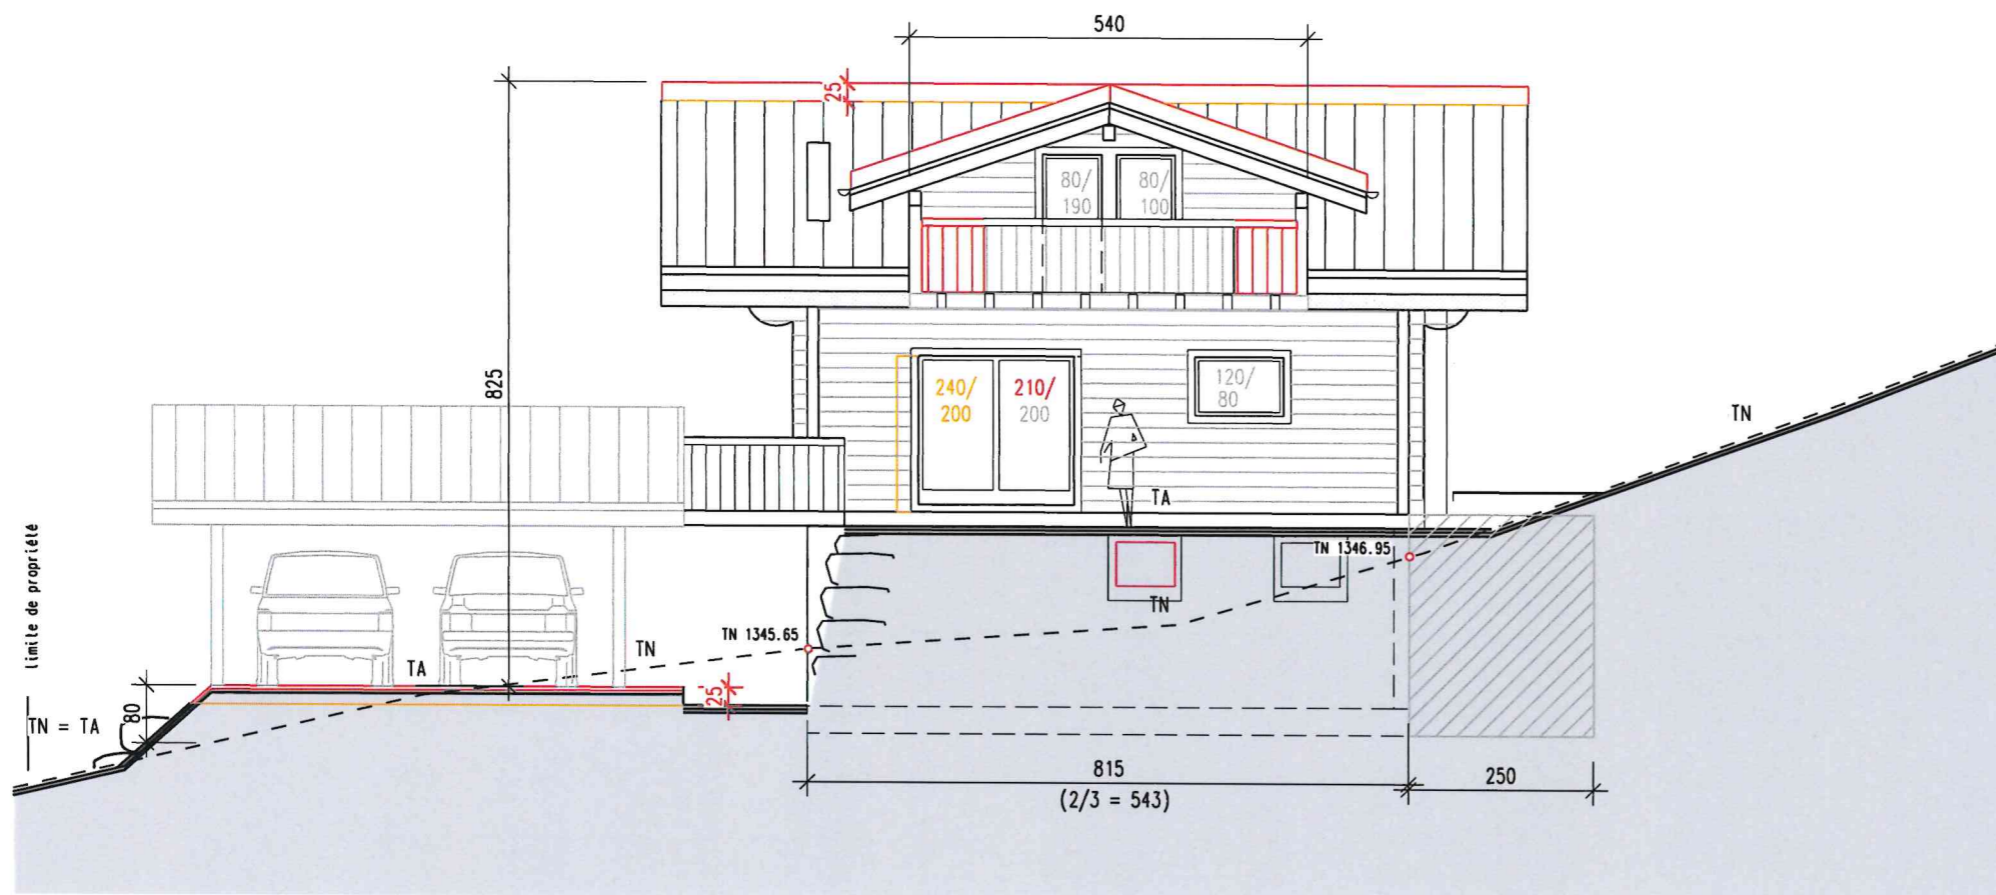 540
25
80/
190
80/
100
825
240/
200
210/
200
120/
80
TN
TA
limite de propriété
TN 1346.95
TN
TN 1345.65
TN
TA
25
80
TN = TA
815
(2/3 = 543)
250